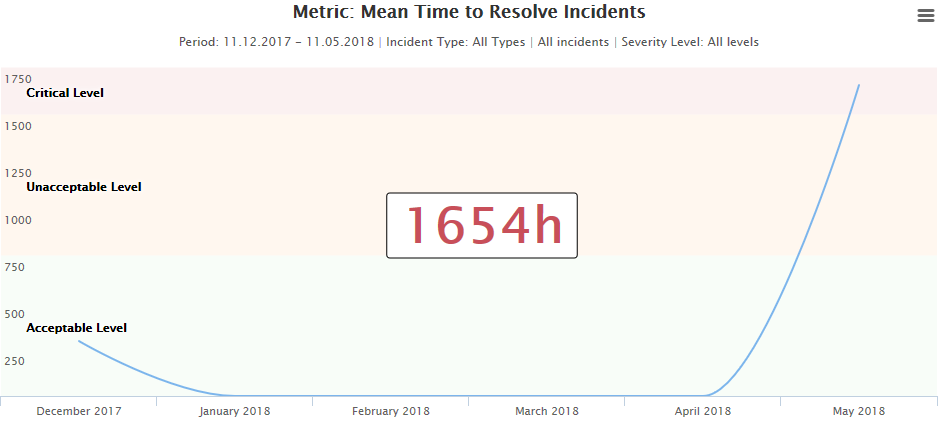 Metric: Mean Time to Resolve Incidents
Period: 11.12.2017 - 11.05.2018 | Incident Type: All Types | All incidents | Severity Level: All levels
1750
Critical Level
1500
1250
Unacceptable Level
1000
1654h
750
500
Acceptable Level
250
December 2017 January 2018 February 2018 March 2018 April 2018 May 2018